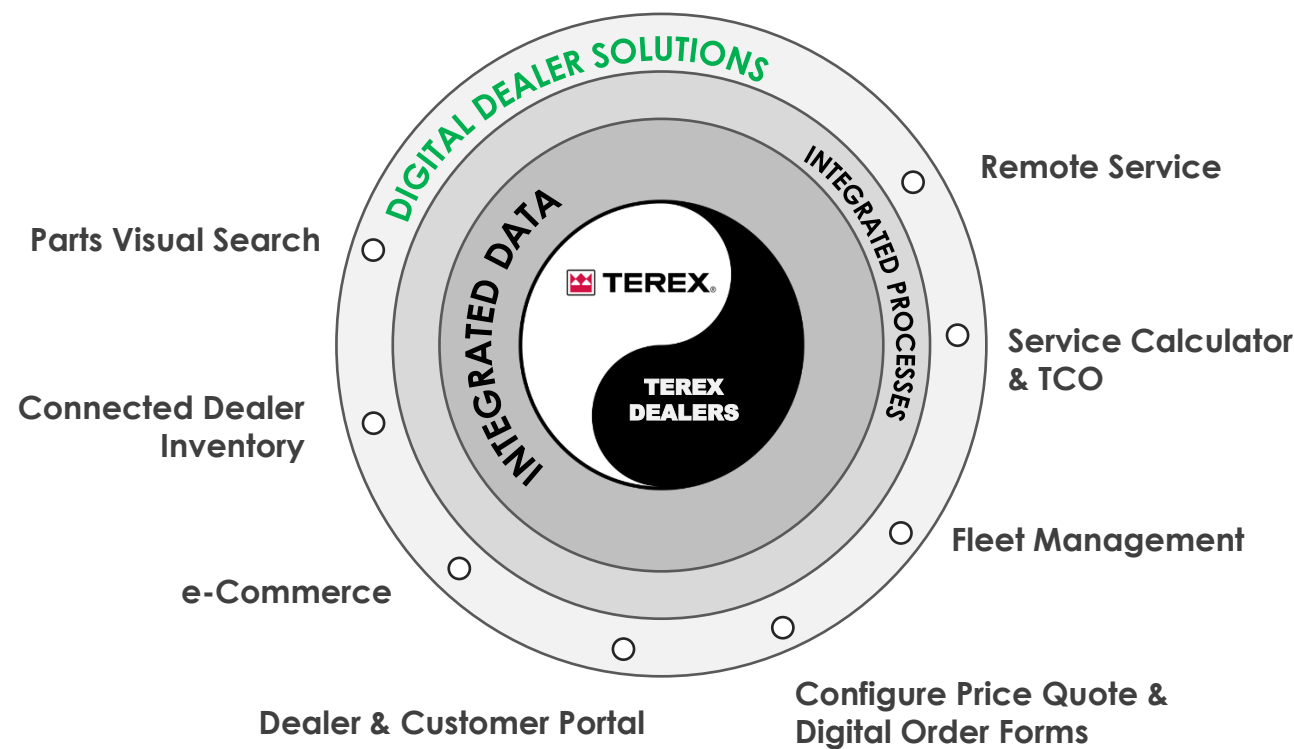 DIGITAL DEALER SOLUTIONS
INTEGRATED PROCESSES
INTEGRATED DATA
TEREX®
TEREX
DEALERS
Remote Service
Service Calculator
& TCO
Fleet Management
Configure Price Quote &
Digital Order Forms
Dealer & Customer Portal
e-Commerce
Connected Dealer
Inventory
Parts Visual Search